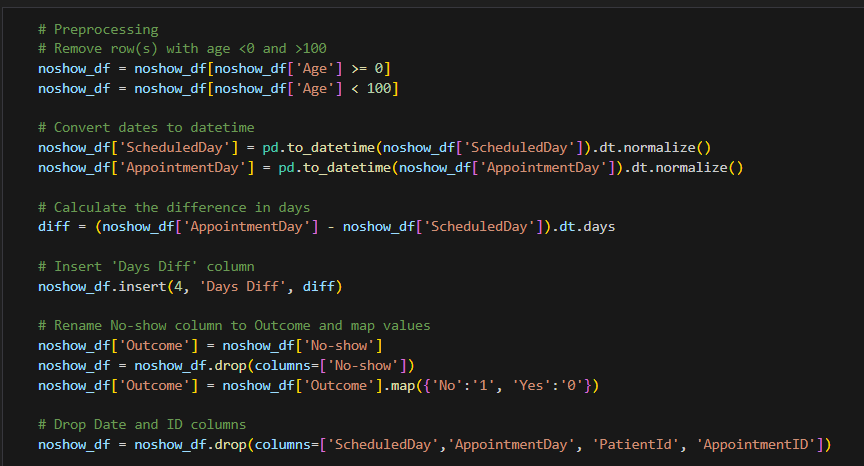 # Preprocessing
# Remove row(s) with age <0 and >100
noshow_df = noshow_df[noshow_df['Age'] >= 0]
noshow_df = noshow_df[noshow_df['Age'] < 100]
# Convert dates to datetime
noshow_df['ScheduledDay'] = pd.to_datetime(noshow_df['ScheduledDay']).dt.normalize()
noshow_df['AppointmentDay'] = pd.to_datetime(noshow_df['AppointmentDay']).dt.normalize()
# Calculate the difference in days
diff = (noshow_df['AppointmentDay'] - noshow_df['ScheduledDay']).dt.days
# Insert 'Days Diff' column
noshow_df.insert(4, 'Days Diff', diff)
# Rename No-show column to Outcome and map values
noshow_df['Outcome'] = noshow_df['No-show']
noshow_df = noshow_df.drop(columns=['No-show'])
noshow_df['Outcome'] = noshow_df['Outcome'].map({'No':'1', 'Yes':'0'})
# Drop Date and ID columns
noshow_df = noshow_df.drop(columns=['ScheduledDay','AppointmentDay', 'PatientId', 'AppointmentID'])